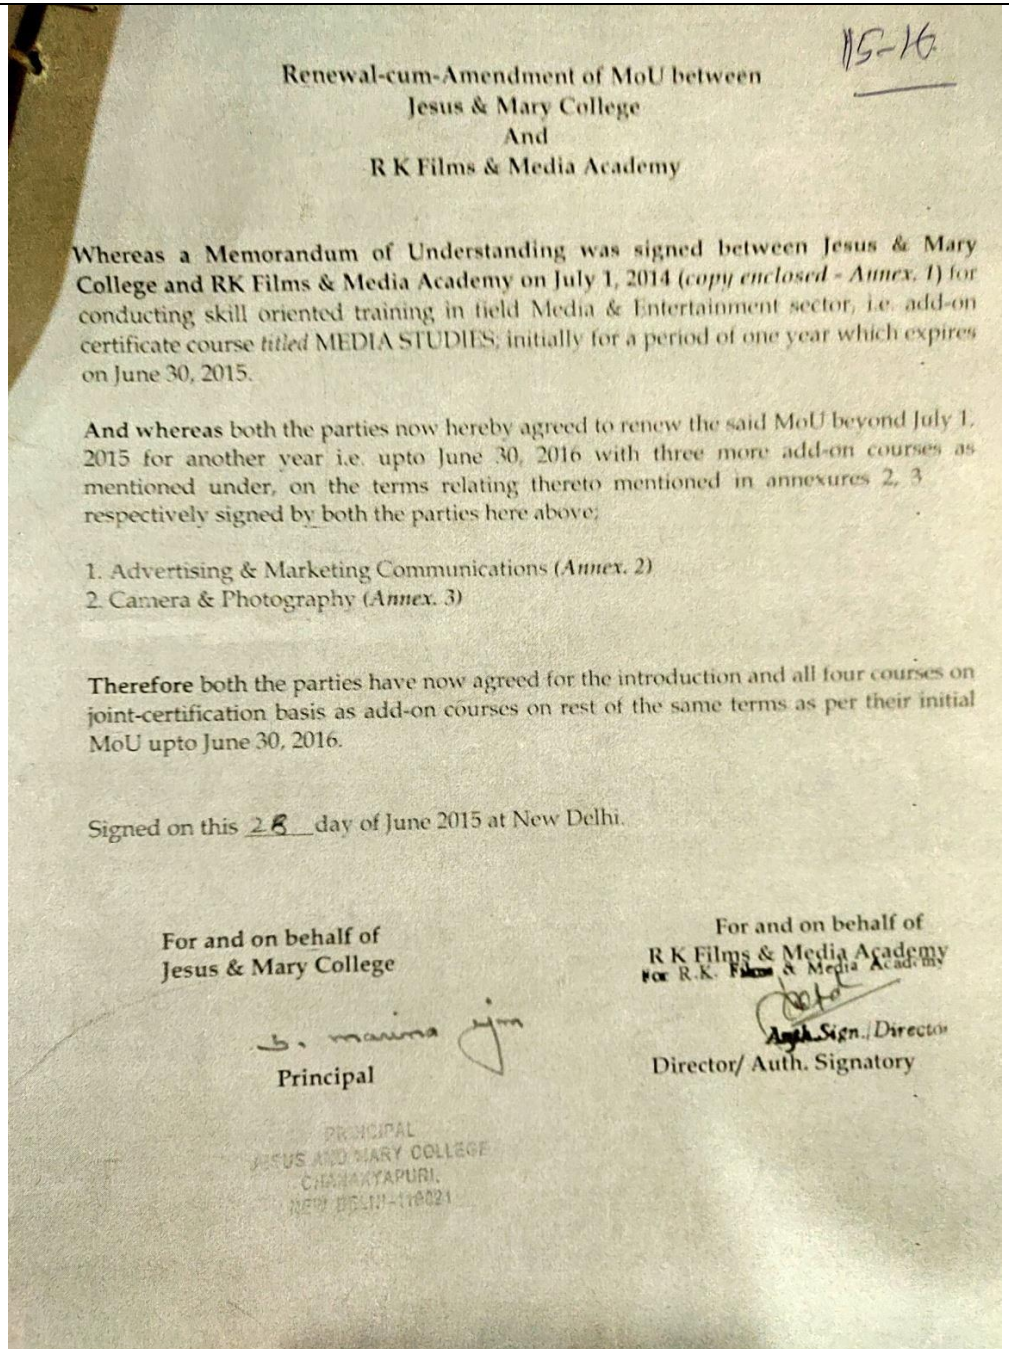 15-16
Renewal-cum-Amendment of MoU between
Jesus & Mary College
And
R K Films & Media Academy
Whereas a Memorandum of Understanding was signed between Jesus & Mary
College and RK Films & Media Academy on July 1, 2014 (copy enclosed - Annex. 1) for
conducting skill oriented training in field Media & Entertainment sector, i.e. add-on
certificate course titled MEDIA STUDIES; initially for a period of one year which expires
on June 30, 2015.
And whereas both the parties now hereby agreed to renew the said MoU beyond July 1,
2015 for another year i.e. upto June 30, 2016 with three more add-on courses as
mentioned under, on the terms relating thereto mentioned in annexures 2, 3
respectively signed by both the parties here above;
1. Advertising & Marketing Communications (Annex. 2)
2. Camera & Photography (Annex. 3)
Therefore both the parties have now agreed for the introduction and all four courses on
joint-certification basis as add-on courses on rest of the same terms as per their initial
MoU upto June 30, 2016.
Signed on this 28 day of June 2015 at New Delhi.
For and on behalf of
Jesus & Mary College
S. marina rjm
Principal
PRINCIPAL
JESUS AND MARY COLLEGE
CHANAKYAPURI,
NEW DELHI-110021
For and on behalf of
R K Films & Media Academy
For R.K. Films & Media Academy
Auth. Sign./Director
Director/ Auth. Signatory